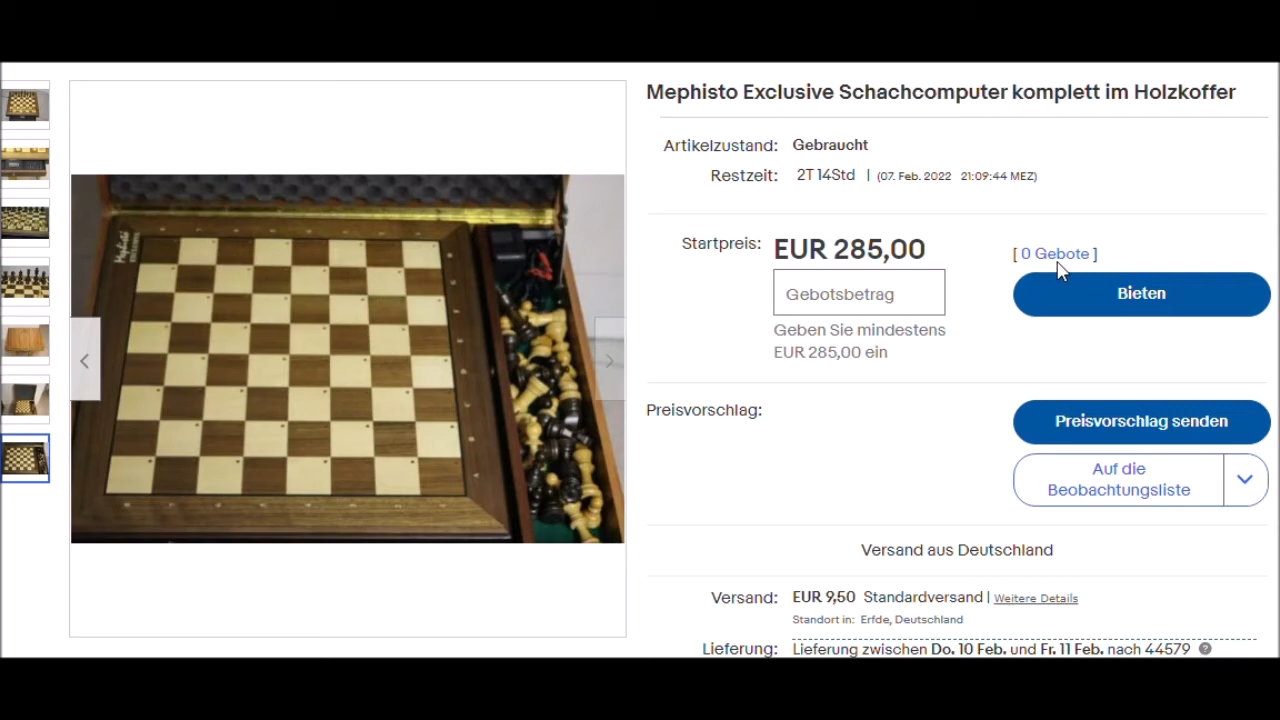 Mephisto Exclusive Schachcomputer komplett im Holzkoffer
Artikelzustand: Gebraucht
Restzeit: 2T 14Std | (07. Feb. 2022 21:09:44 MEZ)
Startpreis: EUR 285,00 [ 0 Gebote ]
Gebotsbetrag
Bieten
Geben Sie mindestens
EUR 285,00 ein
Preisvorschlag:
Preisvorschlag senden
Auf die
Beobachtungsliste
Versand aus Deutschland
Versand: EUR 9,50 Standardversand | Weitere Details
Standort in: Erfde, Deutschland
Lieferung: Lieferung zwischen Do. 10 Feb. und Fr. 11 Feb. nach 44579
Mephisto